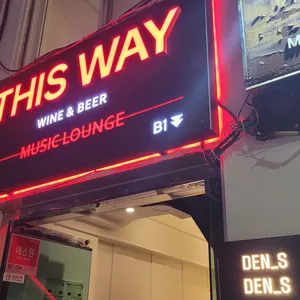 THIS WAY
WINE & BEER
MUSIC LOUNGE
B1
DEN_S
DEN_S